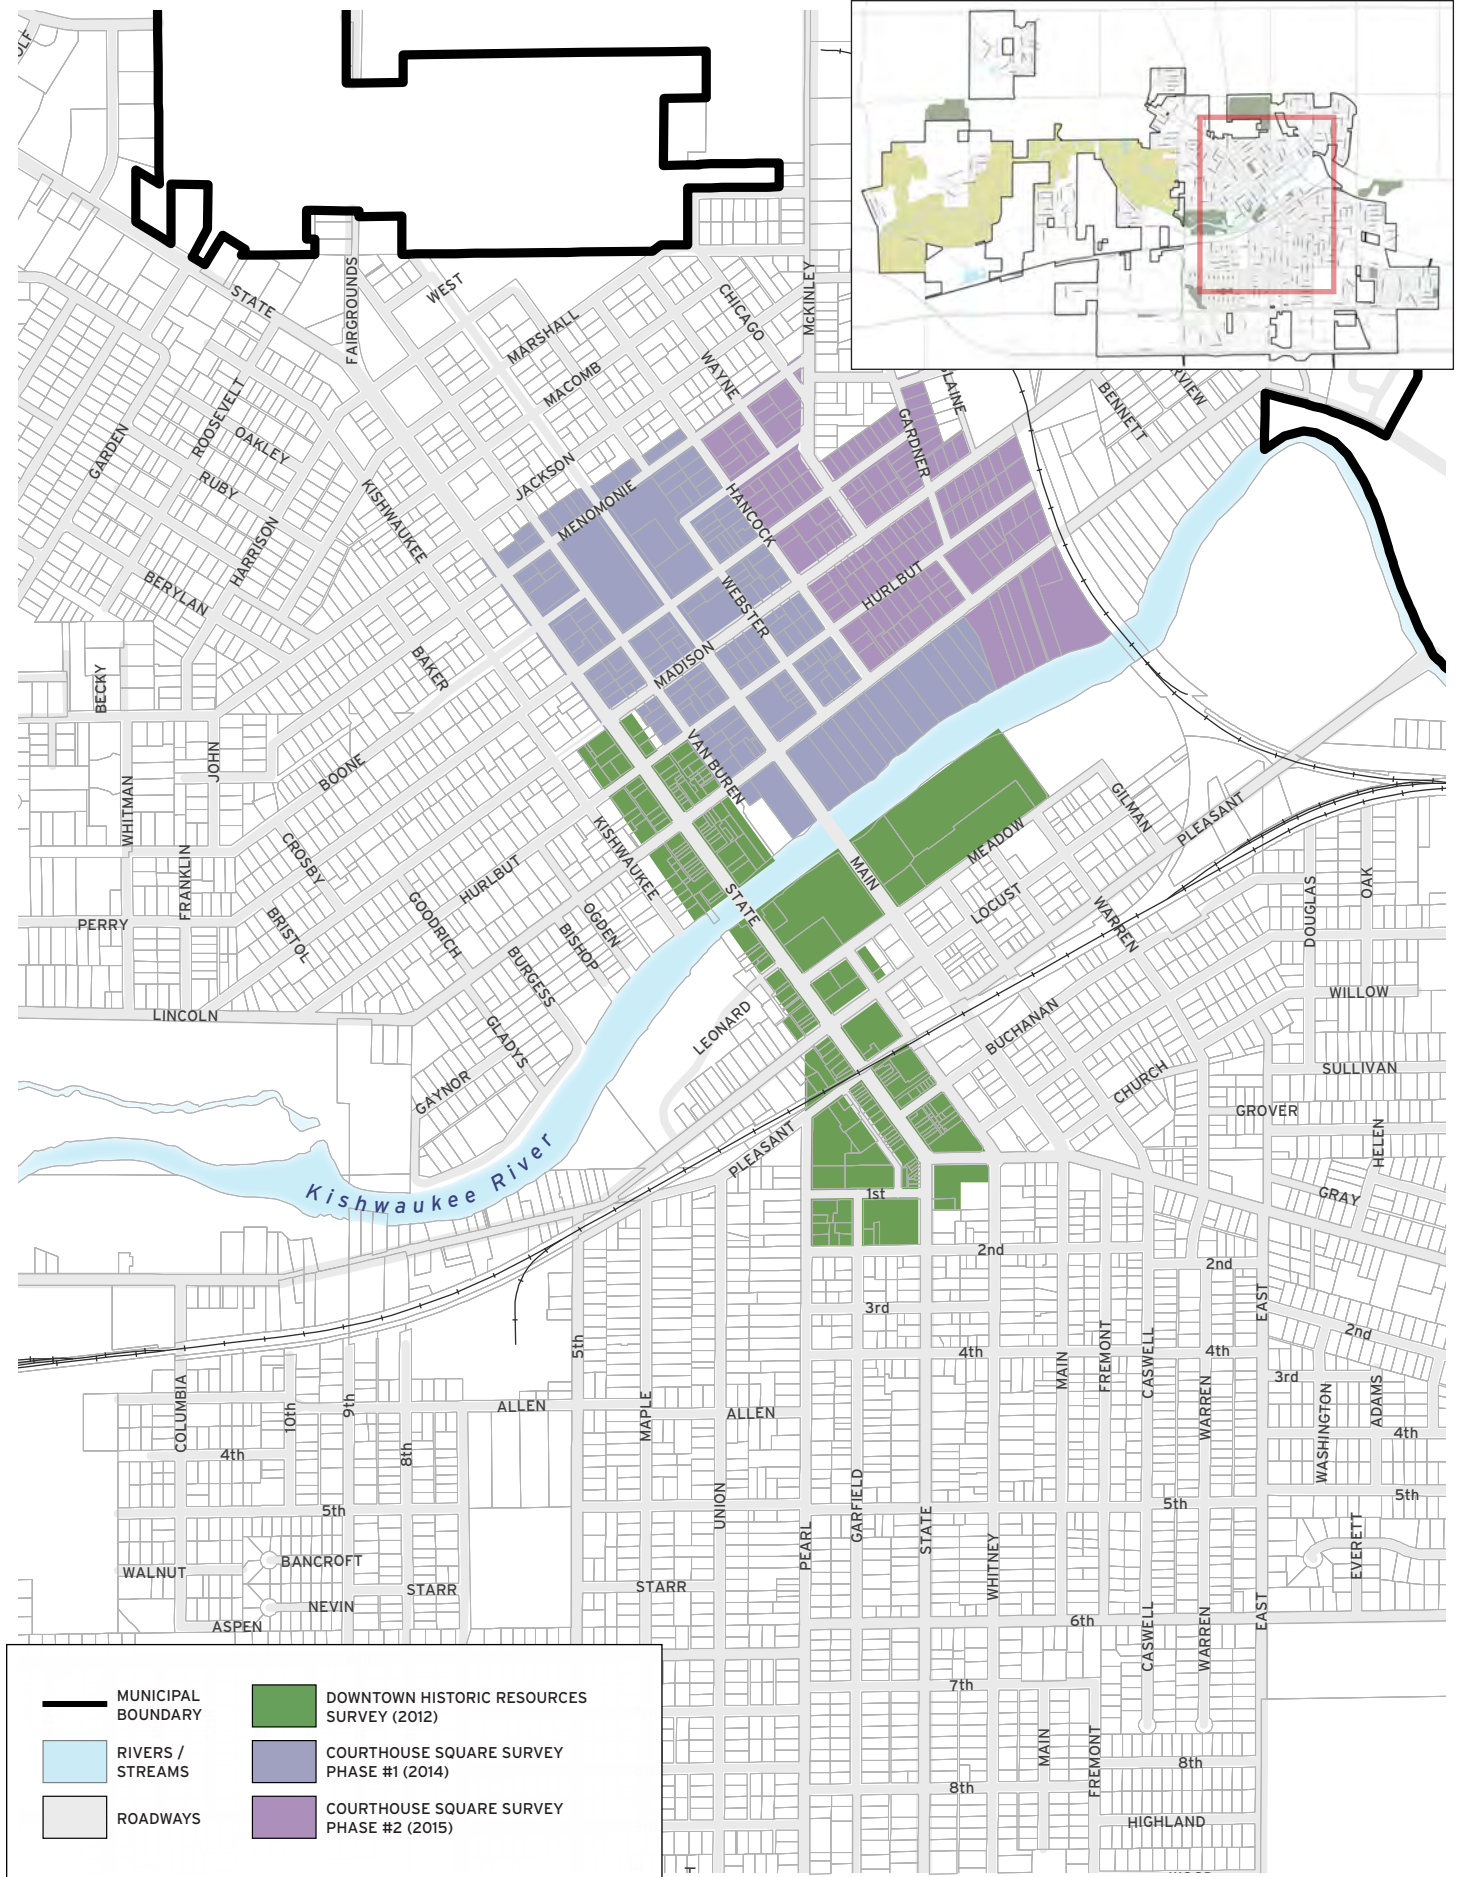 STATE
FAIRGROUNDS
WEST
MARSHALL
MACOMB
CHICAGO
McKINLEY
WAYNE
GARDNER
BENNETT
GARDEN
ROOSEVELT
OAKLEY
RUBY
HARRISON
BERYLAN
KISHWAUKEE
JACKSON
MENOMONIE
HANCOCK
WEBSTER
HURLBUT
MADISON
BAKER
BECKY
JOHN
BOONE
VAN BUREN
WHITMAN
CROSBY
FRANKLIN
PERRY
BRISTOL
GOODRICH
HURLBUT
KISHWAUKEE
OGDEN
BISHOP
BURGESS
STATE
MAIN
MEADOW
GILMAN
PLEASANT
LOCUST
WARREN
DOUGLAS
OAK
WILLOW
LINCOLN
GLADYS
GAYNOR
LEONARD
BUCHANAN
CHURCH
SULLIVAN
GROVER
HELEN
GRAY
Kishwaukee River
PLEASANT
1st
2nd
2nd
EAST
2nd
3rd
5th
4th
MAIN
FREMONT
CASWELL
4th
WARREN
3rd
WASHINGTON
ADAMS
4th
COLUMBIA
10th
9th
8th
4th
ALLEN
MAPLE
ALLEN
5th
UNION
PEARL
GARFIELD
STATE
WHITNEY
5th
5th
EVERETT
WALNUT
BANCROFT
STARR
STARR
NEVIN
ASPEN
6th
CASWELL
WARREN
EAST
7th
MAIN
FREMONT
8th
8th
HIGHLAND
MUNICIPAL
BOUNDARY
RIVERS /
STREAMS
ROADWAYS
DOWNTOWN HISTORIC RESOURCES
SURVEY (2012)
COURTHOUSE SQUARE SURVEY
PHASE #1 (2014)
COURTHOUSE SQUARE SURVEY
PHASE #2 (2015)